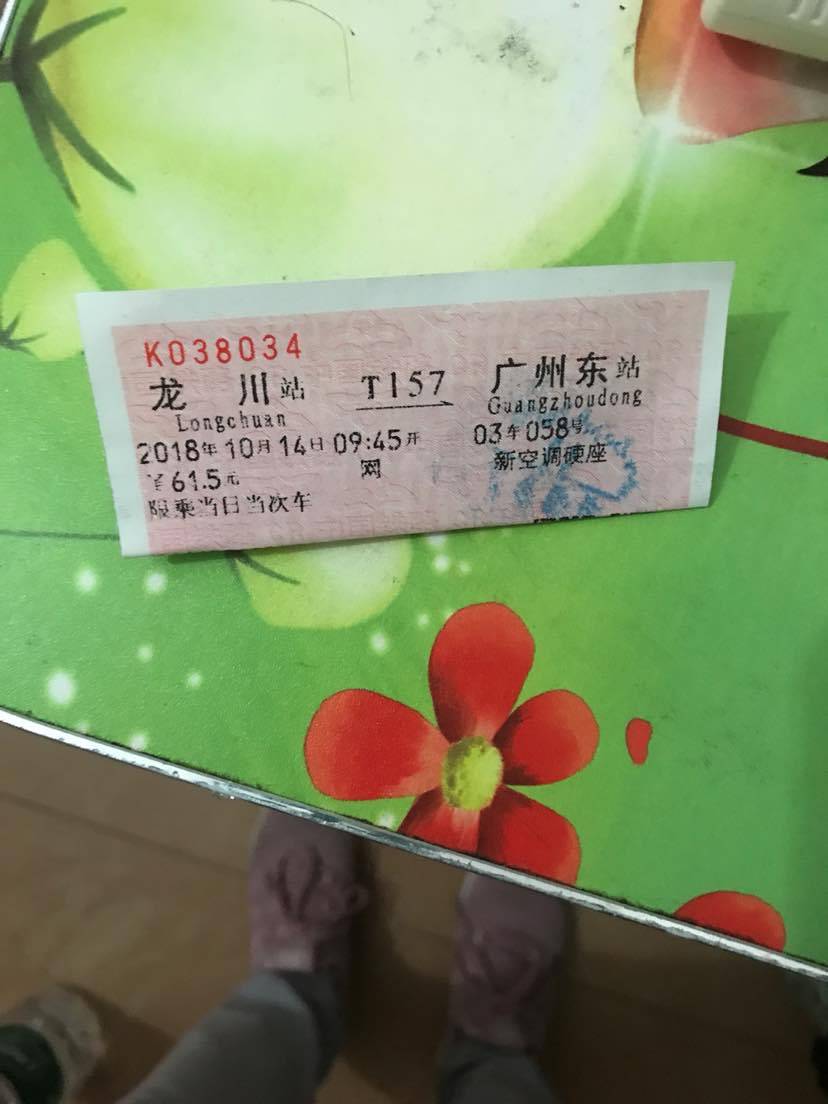 K038034
龙川站 T157 广州东站
Longchuan Guangzhoudong
2018年10月14日09:45开 03车058号
¥61.5元 网 新空调硬座
限乘当日当次车